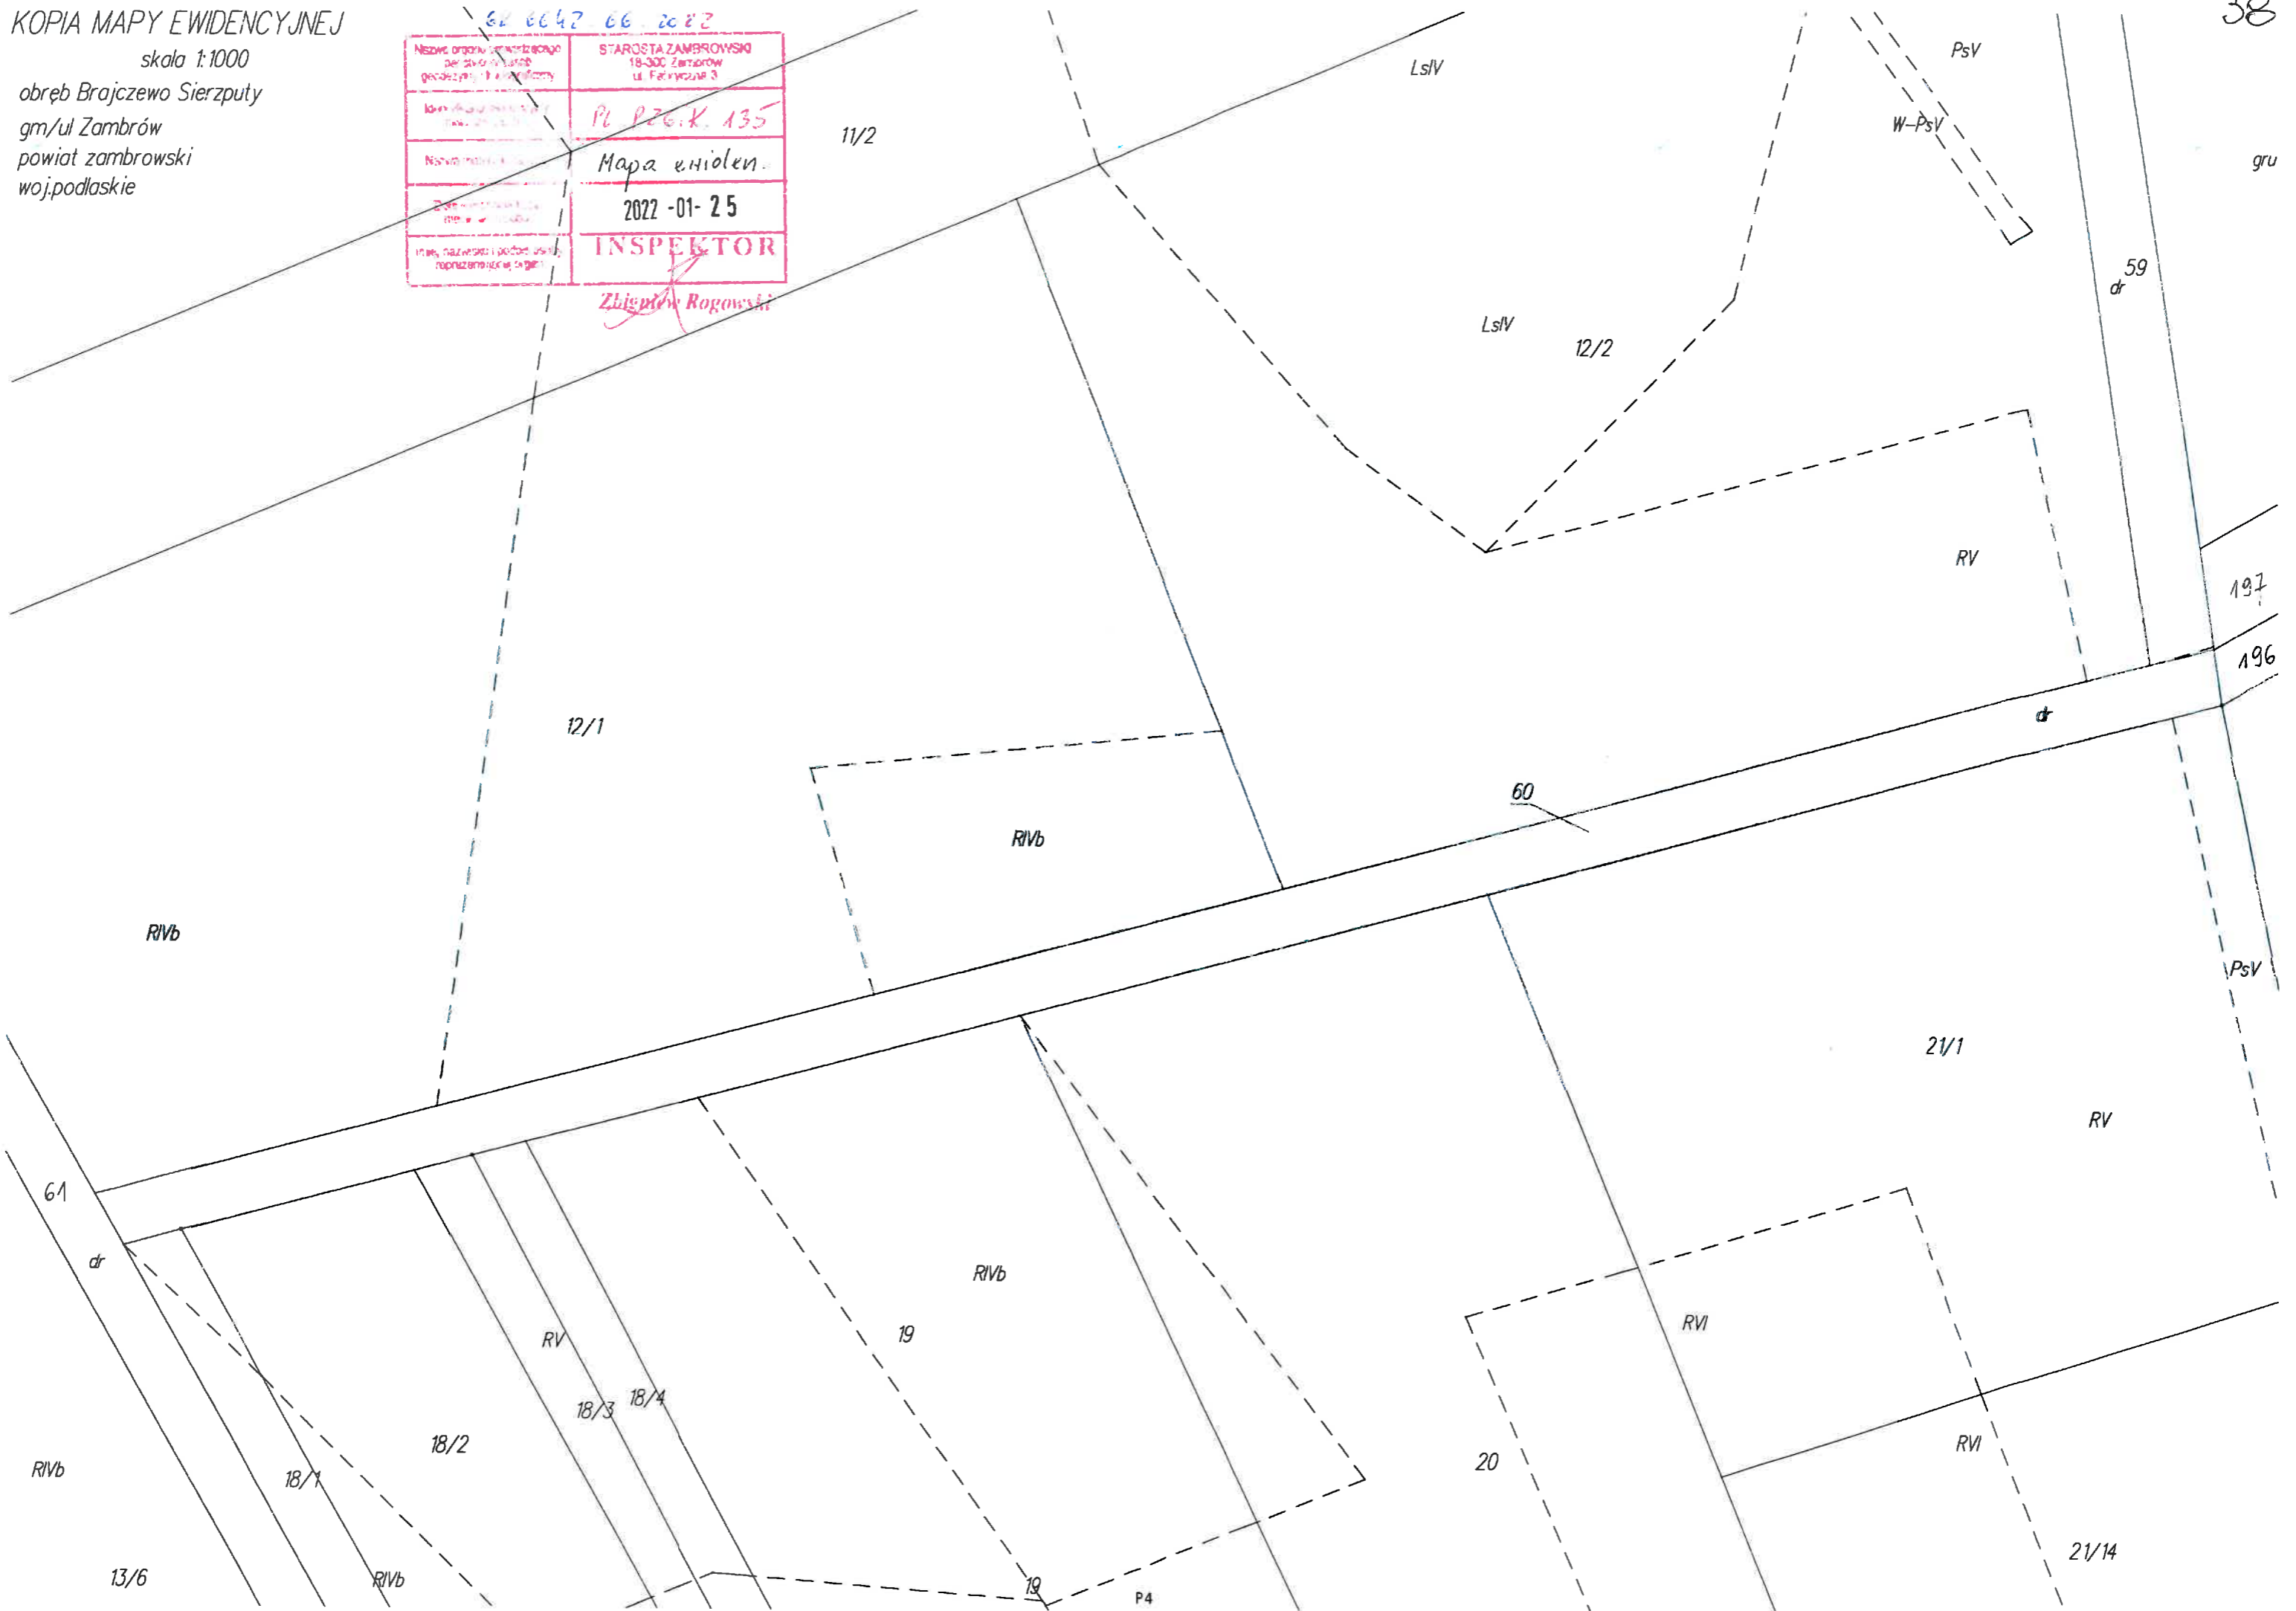 KOPIA MAPY EWIDENCYJNEJ
skala 1:1000
obręb Brajczewo Sierzputy
gm/ul Zambrów
powiat zambrowski
woj.podlaskie
38
STAROSTA ZAMBROWSKI
18-300 Zambrów
ul. Fabryczna 3
Mapa ewiden.
2022 -01- 25
INSPEKTOR
Zbigniew Rogowski
11/2
LsIV
PsV
W-PsV
gru
59
dr
LsIV
12/2
RV
197
196
12/1
dr
60
RIVb
RIVb
PsV
21/1
RV
61
dr
RIVb
19
RV
RVI
18/3
18/4
18/2
20
RVI
RIVb
18/1
13/6
RIVb
19
P4
21/14